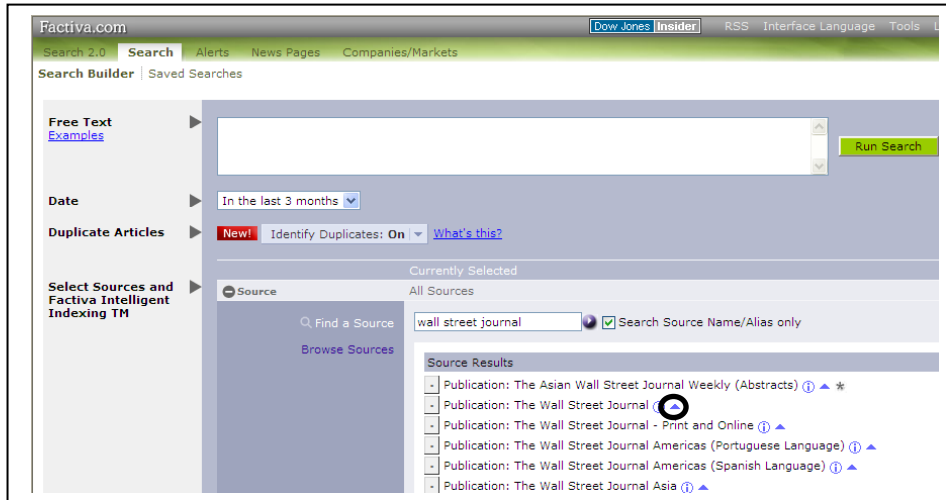 Factiva.com Dow Jones Insider RSS Interface Language Tools
Search 2.0 Search Alerts News Pages Companies/Markets
Search Builder | Saved Searches
Free Text
Examples
Run Search
Date In the last 3 months
Duplicate Articles New! Identify Duplicates: On What's this?
Currently Selected
Select Sources and
Factiva Intelligent
Indexing TM
Source All Sources
Find a Source wall street journal Search Source Name/Alias only
Browse Sources
Source Results
- Publication: The Asian Wall Street Journal Weekly (Abstracts) *
- Publication: The Wall Street Journal
- Publication: The Wall Street Journal - Print and Online
- Publication: The Wall Street Journal Americas (Portuguese Language)
- Publication: The Wall Street Journal Americas (Spanish Language)
- Publication: The Wall Street Journal Asia